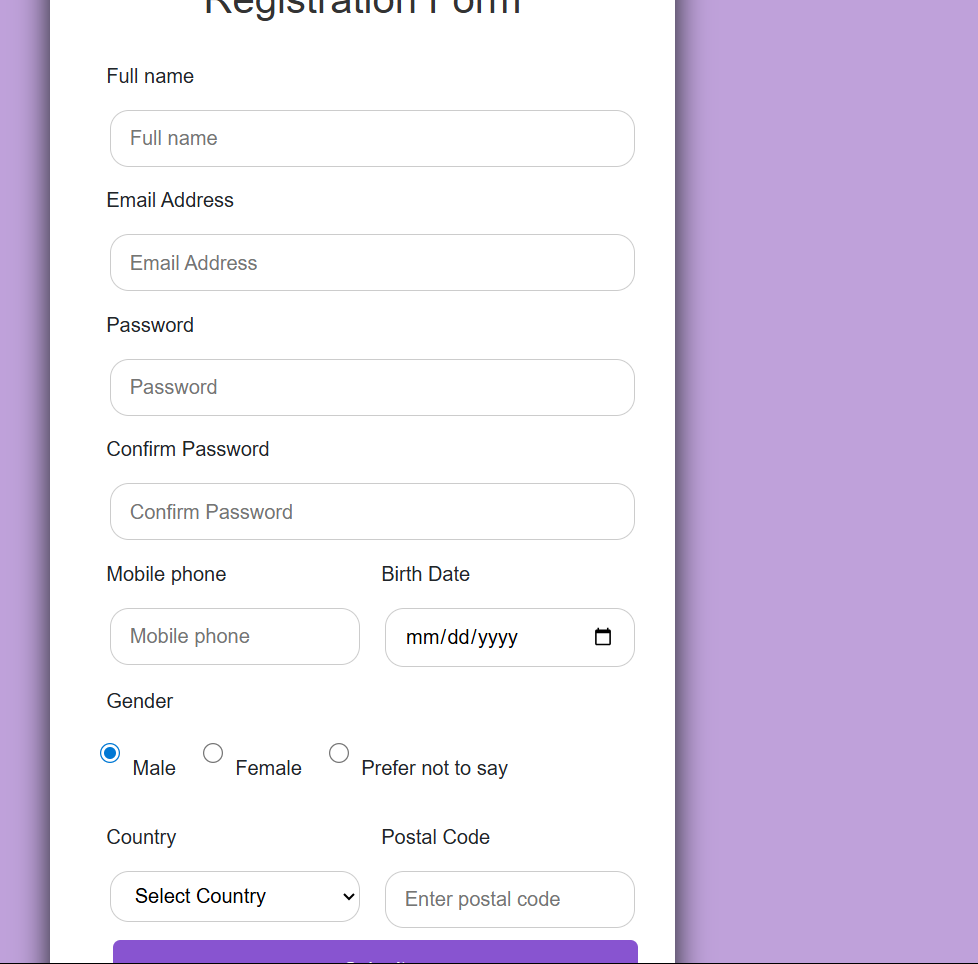 Registration Form
Full name
Full name
Email Address
Email Address
Password
Password
Confirm Password
Confirm Password
Mobile phone Birth Date
Mobile phone mm/dd/yyyy
Gender
Male Female Prefer not to say
Country Postal Code
Select Country Enter postal code